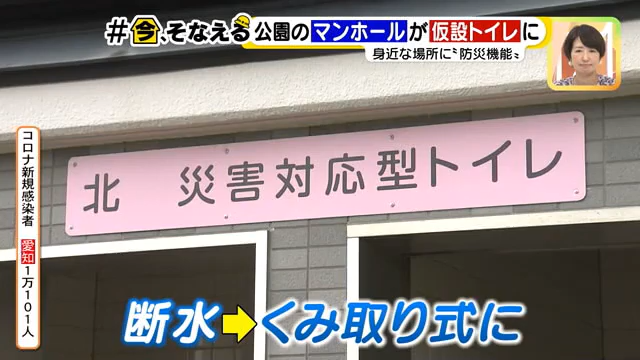 #今、そなえる 公園のマンホールが仮設トイレに
身近な場所に〝防災機能〟
コロナ新規感染者 愛知 1万101人
北 災害対応型トイレ
断水➡くみ取り式に